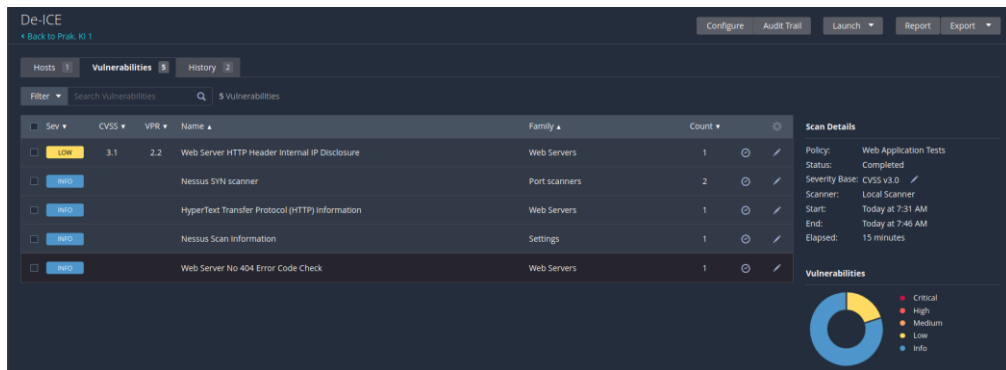 De-ICE
Back to Prak. KI 1
Configure Audit Trail Launch Report Export
Hosts 1 Vulnerabilities 5 History 2
Filter Search Vulnerabilities 5 Vulnerabilities
Sev CVSS VPR Name Family Count
LOW 3.1 2.2 Web Server HTTP Header Internal IP Disclosure Web Servers 1
INFO Nessus SYN scanner Port scanners 2
INFO HyperText Transfer Protocol (HTTP) Information Web Servers 1
INFO Nessus Scan Information Settings 1
INFO Web Server No 404 Error Code Check Web Servers 1
Scan Details
Policy: Web Application Tests
Status: Completed
Severity Base: CVSS v3.0
Scanner: Local Scanner
Start: Today at 7:31 AM
End: Today at 7:46 AM
Elapsed: 15 minutes
Vulnerabilities
Critical
High
Medium
Low
Info